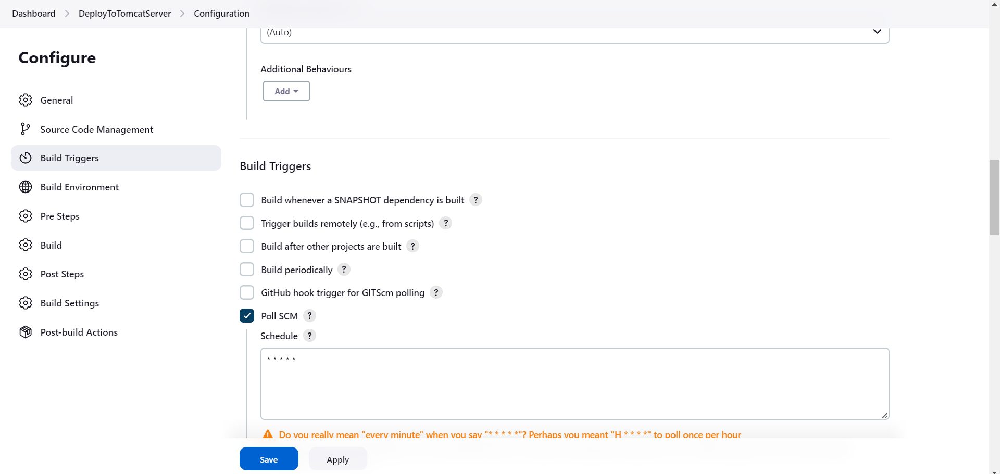 Dashboard > DeployToTomcatServer > Configuration
Configure
General
Source Code Management
Build Triggers
Build Environment
Pre Steps
Build
Post Steps
Build Settings
Post-build Actions
(Auto)
Additional Behaviours
Add
Build Triggers
Build whenever a SNAPSHOT dependency is built ?
Trigger builds remotely (e.g., from scripts) ?
Build after other projects are built ?
Build periodically ?
GitHub hook trigger for GITScm polling ?
Poll SCM ?
Schedule ?
* * * * *
Do you really mean "every minute" when you say "* * * * *"? Perhaps you meant "H * * * *" to poll once per hour
Save Apply